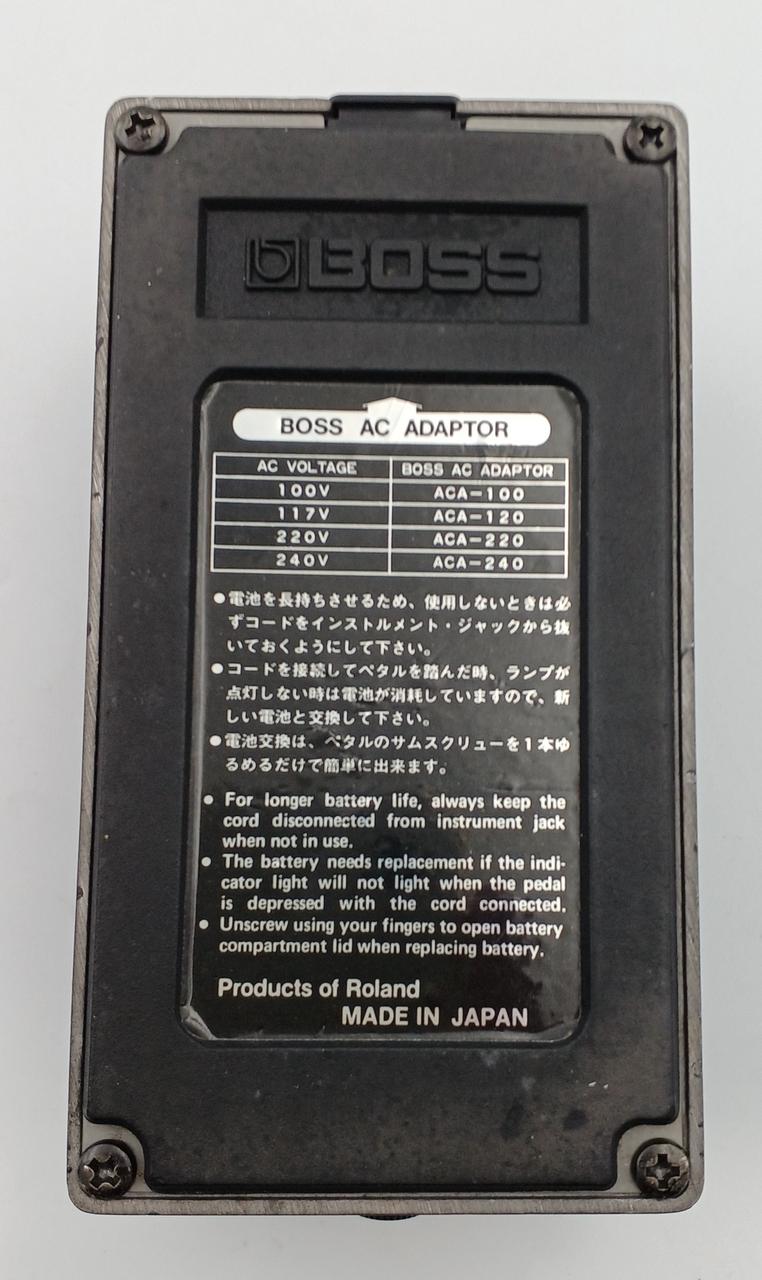 BOSS
BOSS AC ADAPTOR
AC VOLTAGE BOSS AC ADAPTOR
100V ACA-100
117V ACA-120
220V ACA-220
240V ACA-240
●電池を長持ちさせるため、使用しないときは必
ずコードをインストルメント・ジャックから抜
いておくようにして下さい。
●コードを接続してペタルを踏んだ時、ランプが
点灯しない時は電池が消耗していますので、新
しい電池と交換して下さい。
●電池交換は、ペタルのサムスクリューを1本ゆ
るめるだけで簡単に出来ます。
● For longer battery life, always keep the
cord disconnected from instrument jack
when not in use.
● The battery needs replacement if the indi-
cator light will not light when the pedal
is depressed with the cord connected.
● Unscrew using your fingers to open battery
compartment lid when replacing battery.
Products of Roland
MADE IN JAPAN